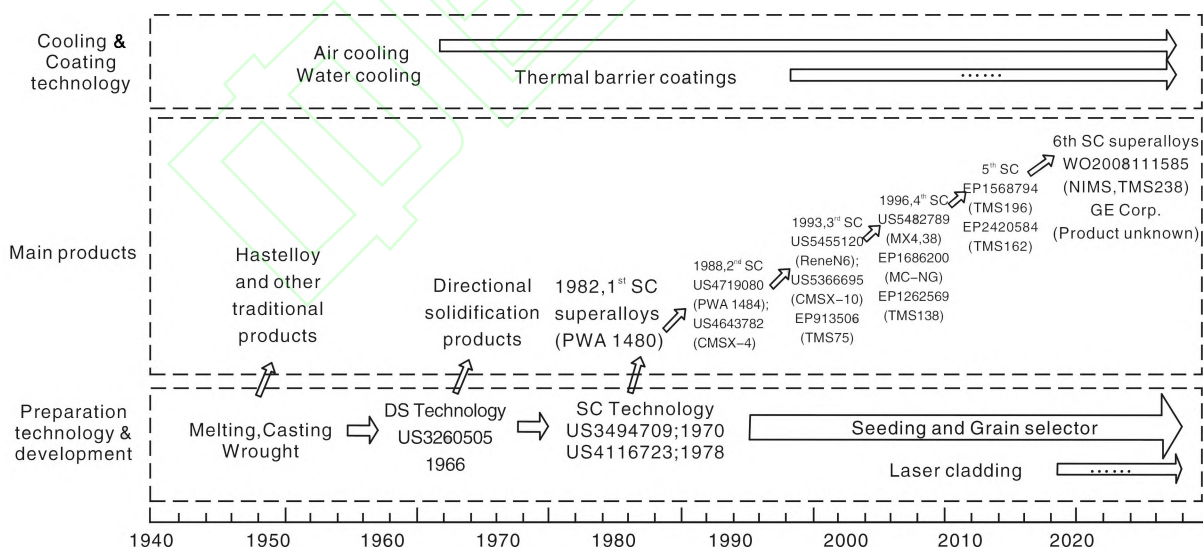 Cooling &
Coating
technology
Air cooling
Water cooling
Thermal barrier coatings
......
Main products
Hastelloy
and other
traditional
products
Directional
solidification
products
1982,1st SC
superalloys
(PWA 1480)
1988,2nd SC
US4719080
(PWA 1484);
US4643782
(CMSX-4)
1993,3rd SC
US5455120
(ReneN6);
US5366695
(CMSX-10)
EP913506
(TMS75)
1996,4th SC
US5482789
(MX4,38)
EP1686200
(MC-NG)
EP1262569
(TMS138)
5th SC
EP1568794
(TMS196)
EP2420584
(TMS162)
6th SC superalloys
WO2008111585
(NIMS,TMS238)
GE Corp.
(Product unknown)
Preparation
technology &
development
Melting,Casting
Wrought
DS Technology
US3260505
1966
SC Technology
US3494709;1970
US4116723;1978
Seeding and Grain selector
Laser cladding
......
1940 1950 1960 1970 1980 1990 2000 2010 2020